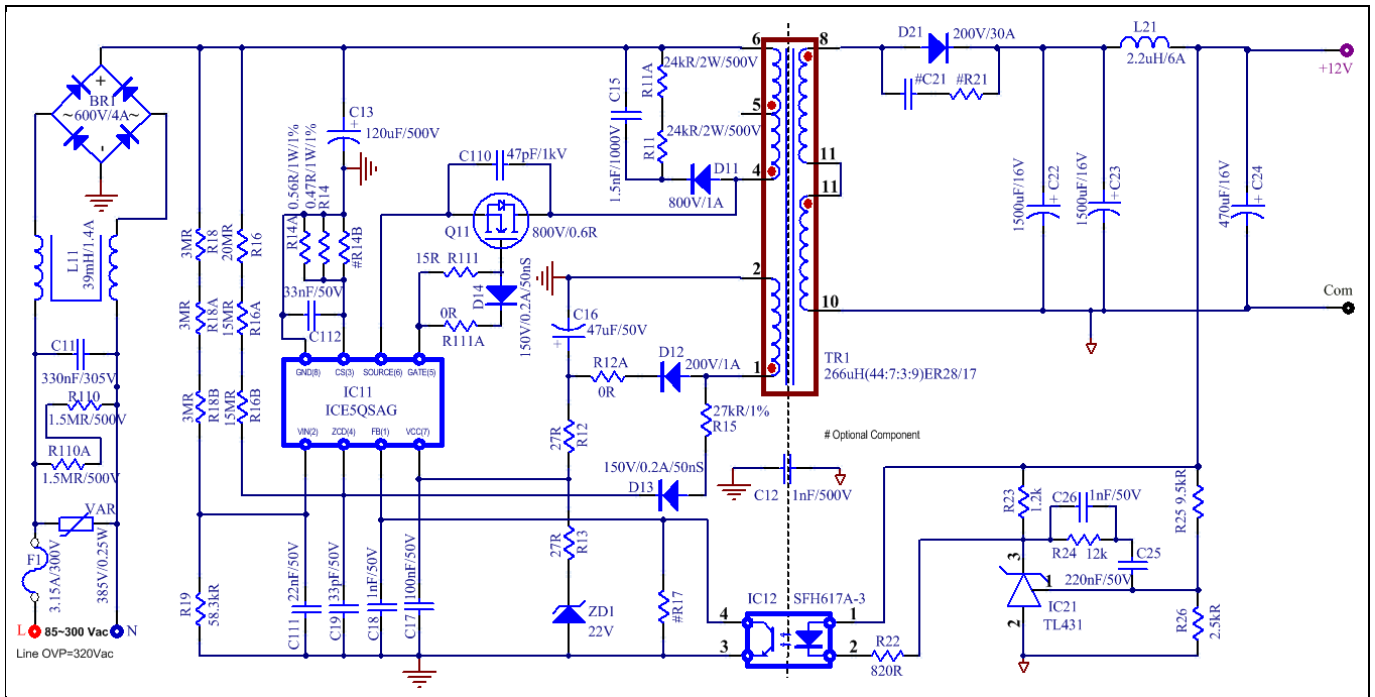 BR1
~600V/4A~
+
-
L11
39mH/1.4A
C11
330nF/305V
R110
1.5MR/500V
R110A
1.5MR/500V
VAR
385V/0.25W
F1
3.15A/300V
L
85~300 Vac
N
Line OVP=320Vac
3MR
R18
3MR
R18A
3MR
R18B
20MR
R16
15MR
R16A
15MR
R16B
R19
58.3kR
C13
+
120uF/500V
0.56R/1W/1%
0.47R/1W/1%
R14A
R14
#R14B
33nF/50V
C112
GND(8)
CS(3)
SOURCE(6)
GATE(5)
IC11
ICE5QSAG
VIN(2)
ZCD(4)
FB(1)
VCC(7)
C111
22nF/50V
C19
33pF/50V
C18
1nF/50V
C17
100nF/50V
C110
47pF/1kV
Q11
800V/0.6R
15R
R111
D14
150V/0.2A/50nS
0R
R111A
C15
1.5nF/1000V
24kR/2W/500V
R11A
24kR/2W/500V
R11
D11
800V/1A
C16
47uF/50V
+
R12A
0R
D12
200V/1A
27R
R12
27kR/1%
R15
150V/0.2A/50nS
D13
27R
R13
ZD1
22V
#R17
6
5
4
2
1
8
11
11
10
TR1
266uH(44:7:3:9)ER28/17
# Optional Component
C12
1nF/500V
IC12
SFH617A-3
4
3
1
2
R22
820R
D21
200V/30A
#C21
#R21
L21
2.2uH/6A
1500uF/16V
+
C22
1500uF/16V
+
C23
470uF/16V
+
C24
+12V
Com
R23
1.2k
C26
1nF/50V
R24
12k
C25
220nF/50V
R25
9.5kR
R26
2.5kR
3
1
2
IC21
TL431